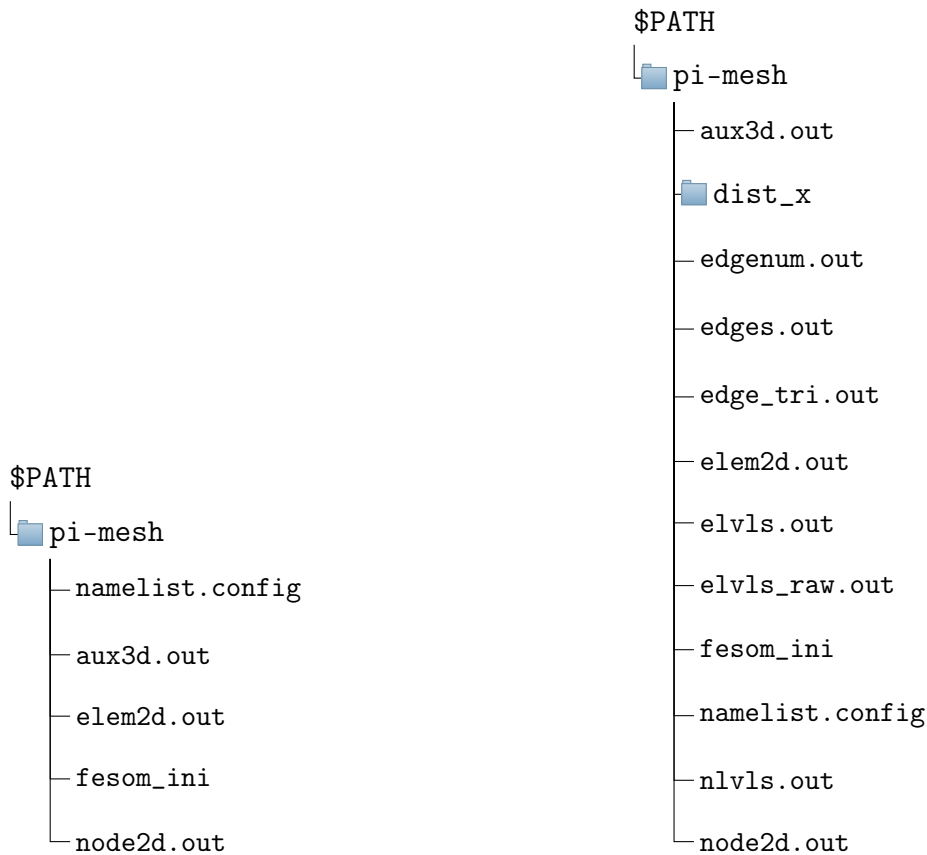 $PATH
pi-mesh
namelist.config
aux3d.out
elem2d.out
fesom_ini
node2d.out
$PATH
pi-mesh
aux3d.out
dist_x
edgenum.out
edges.out
edge_tri.out
elem2d.out
elvls.out
elvls_raw.out
fesom_ini
namelist.config
nlvls.out
node2d.out